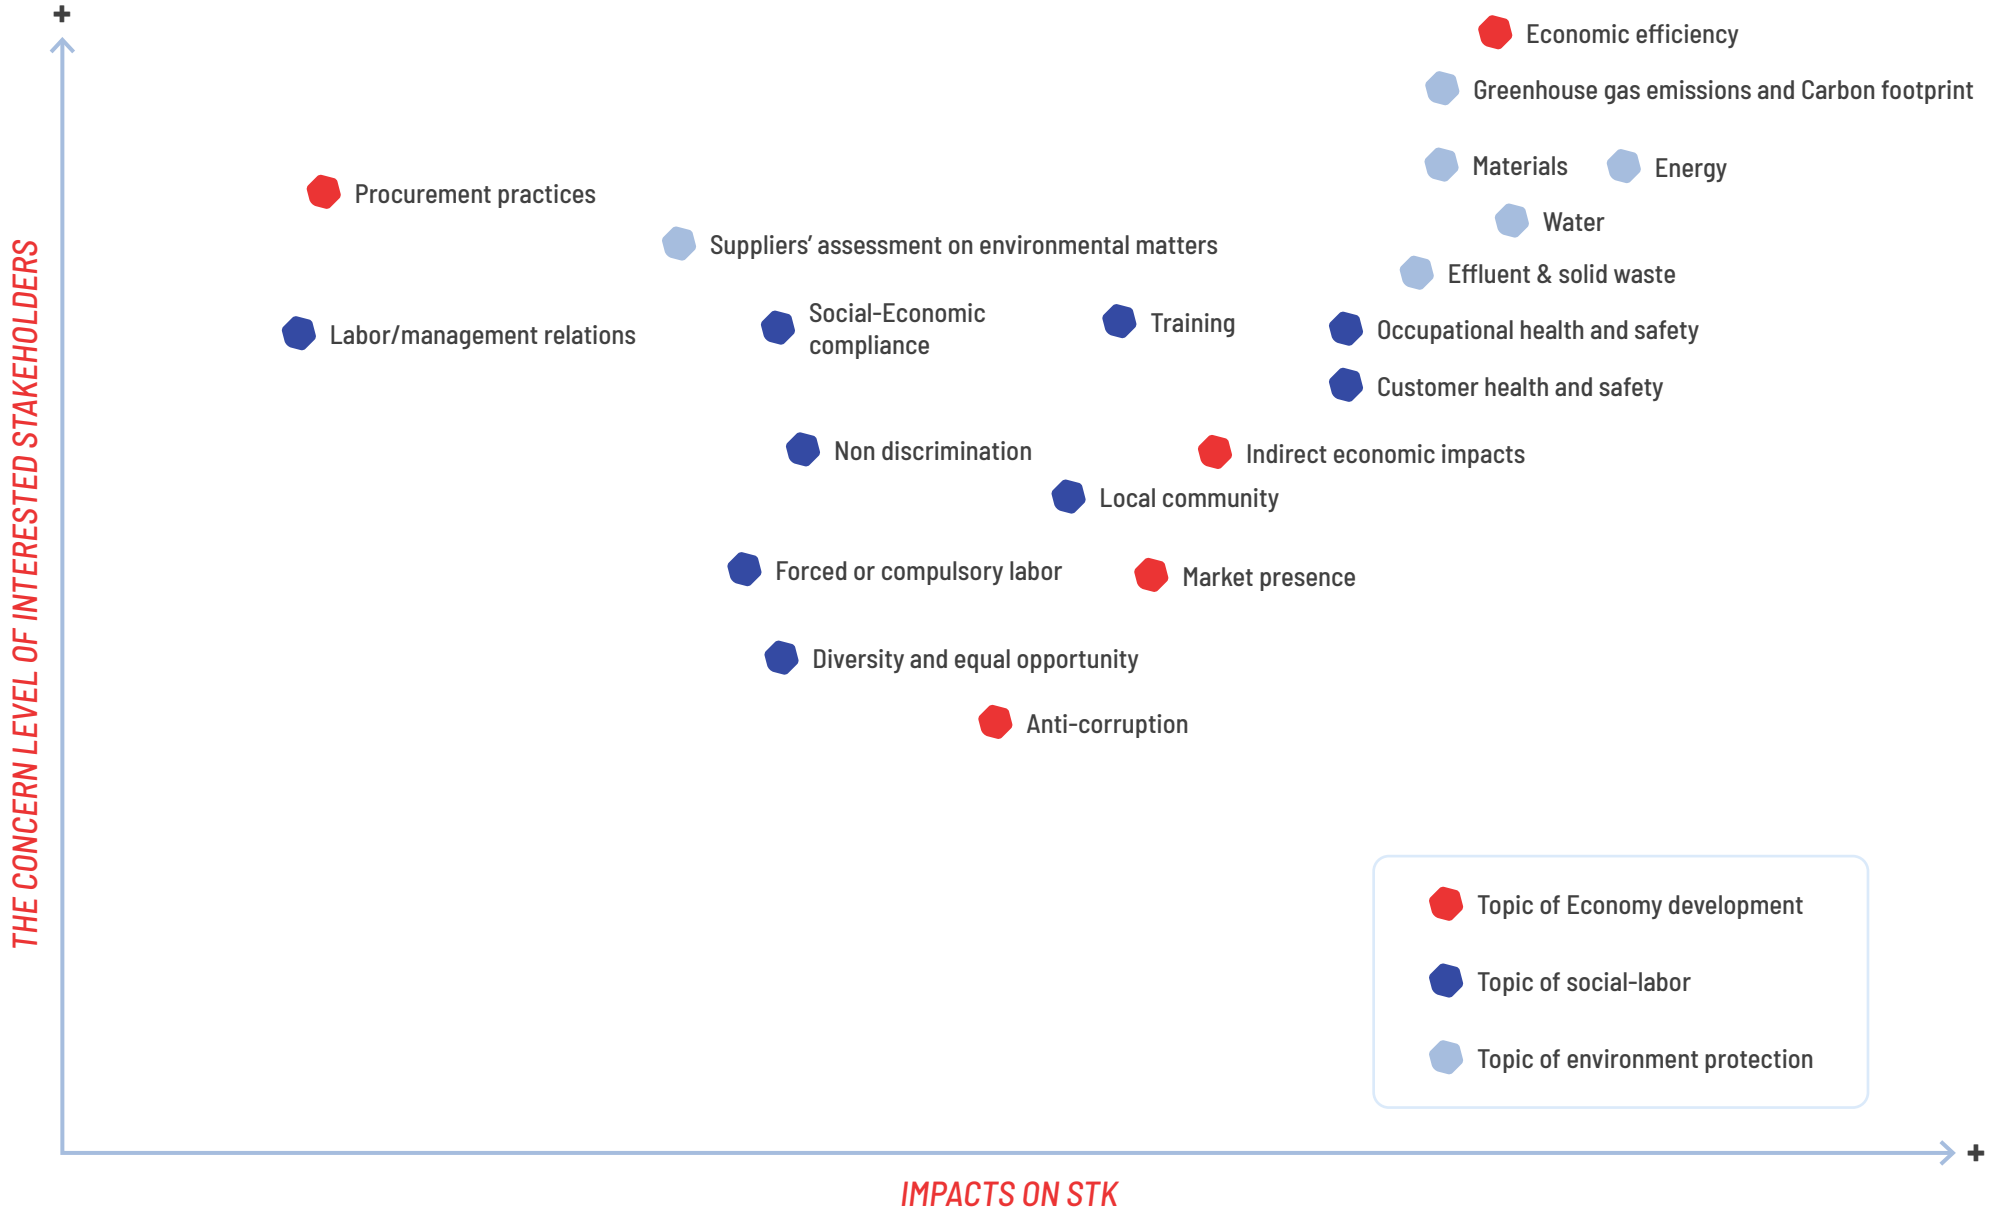 +
Economic efficiency
Greenhouse gas emissions and Carbon footprint
Materials
Energy
Procurement practices
Water
Suppliers’ assessment on environmental matters
Effluent & solid waste
Social-Economic
compliance
Training
Occupational health and safety
Labor/management relations
Customer health and safety
Non discrimination
Indirect economic impacts
Local community
Forced or compulsory labor
Market presence
Diversity and equal opportunity
Anti-corruption
THE CONCERN LEVEL OF INTERESTED STAKEHOLDERS
Topic of Economy development
Topic of social-labor
Topic of environment protection
+
IMPACTS ON STK